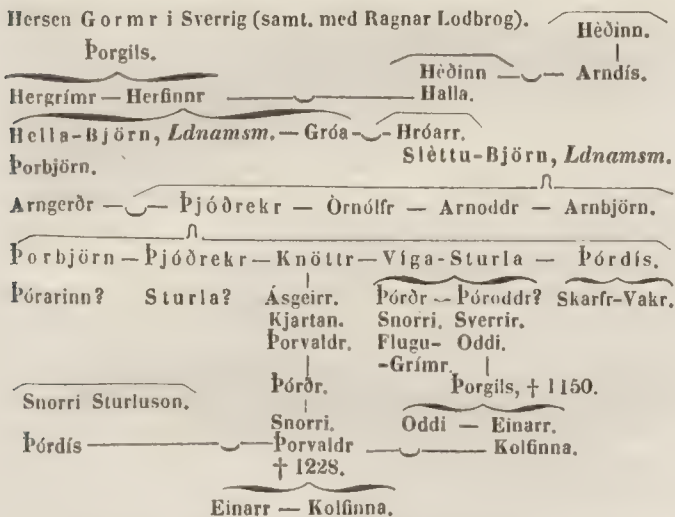 Hersen Gormr i Sverrig (samt. med Ragnar Lodbrog).
Hèðinn.
Þorgils.
Hèðinn — Arndís.
Hergrímr — Herfinnr — Halla.
Hella-Björn, Ldnamsm. — Gróa — Hróarr.
Þorbjörn.
Slèttu-Björn, Ldnamsm.
Arngerðr — Þjóðrekr — Òrnólfr — Arnoddr — Arnbjörn.
Þorbjörn — Þjóðrekr — Knöttr — Víga-Sturla — Þórdís.
Þórarinn? Sturla? Ásgeirr. Þórðr — Þóroddr? Skarfr-Vakr.
Kjartan. Snorri. Sverrir.
Þorvaldr. Flugu- Oddi.
-Grímr.
Þórðr. Þorgils, † 1150.
Snorri Sturluson.
Snorri. Oddi — Einarr.
Þórdís — Þorvaldr — Kolfinna.
† 1228.
Einarr — Kolfinna.